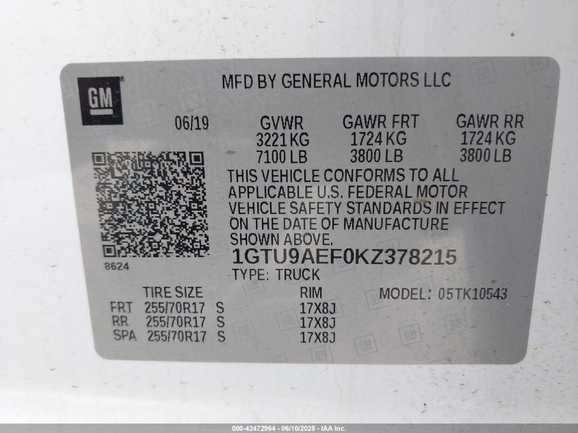 GM
MFD BY GENERAL MOTORS LLC
06/19 GVWR GAWR FRT GAWR RR
3221 KG 1724 KG 1724 KG
7100 LB 3800 LB 3800 LB
THIS VEHICLE CONFORMS TO ALL
APPLICABLE U.S. FEDERAL MOTOR
VEHICLE SAFETY STANDARDS IN EFFECT
ON THE DATE OF MANUFACTURE
SHOWN ABOVE.
1GTU9AEF0KZ378215
8624
TYPE: TRUCK
TIRE SIZE RIM MODEL: 05TK10543
FRT 255/70R17 S 17X8J
RR 255/70R17 S 17X8J
SPA 255/70R17 S 17X8J
000-42472964 - 06/10/2025 - IAA Inc.